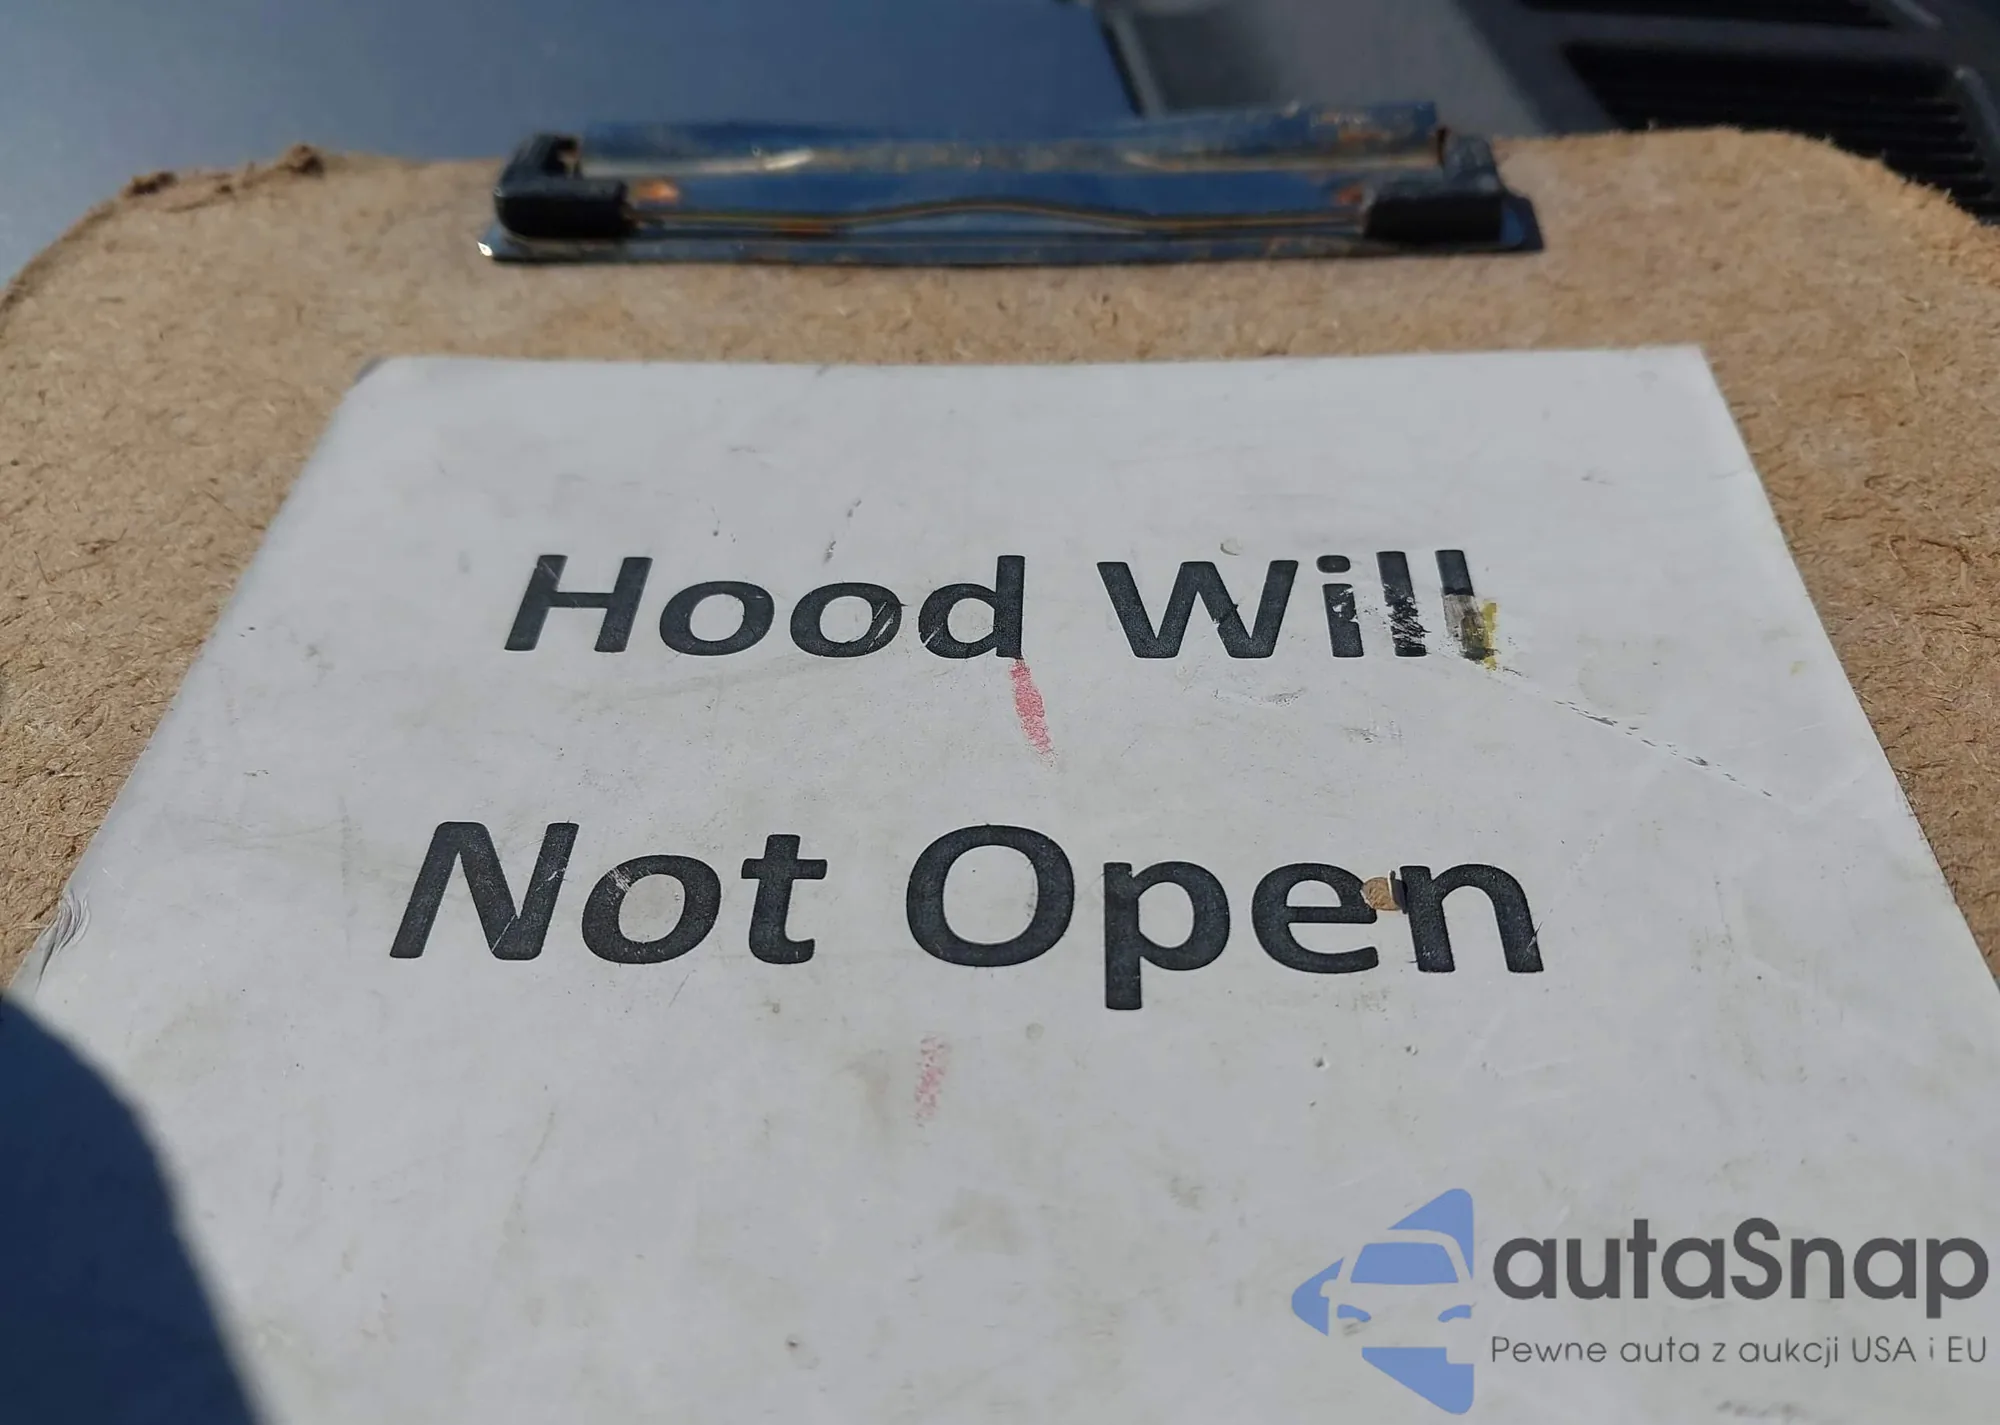 Hood Will
Not Open
autaSnap
Pewne auta z aukcji USA i EU